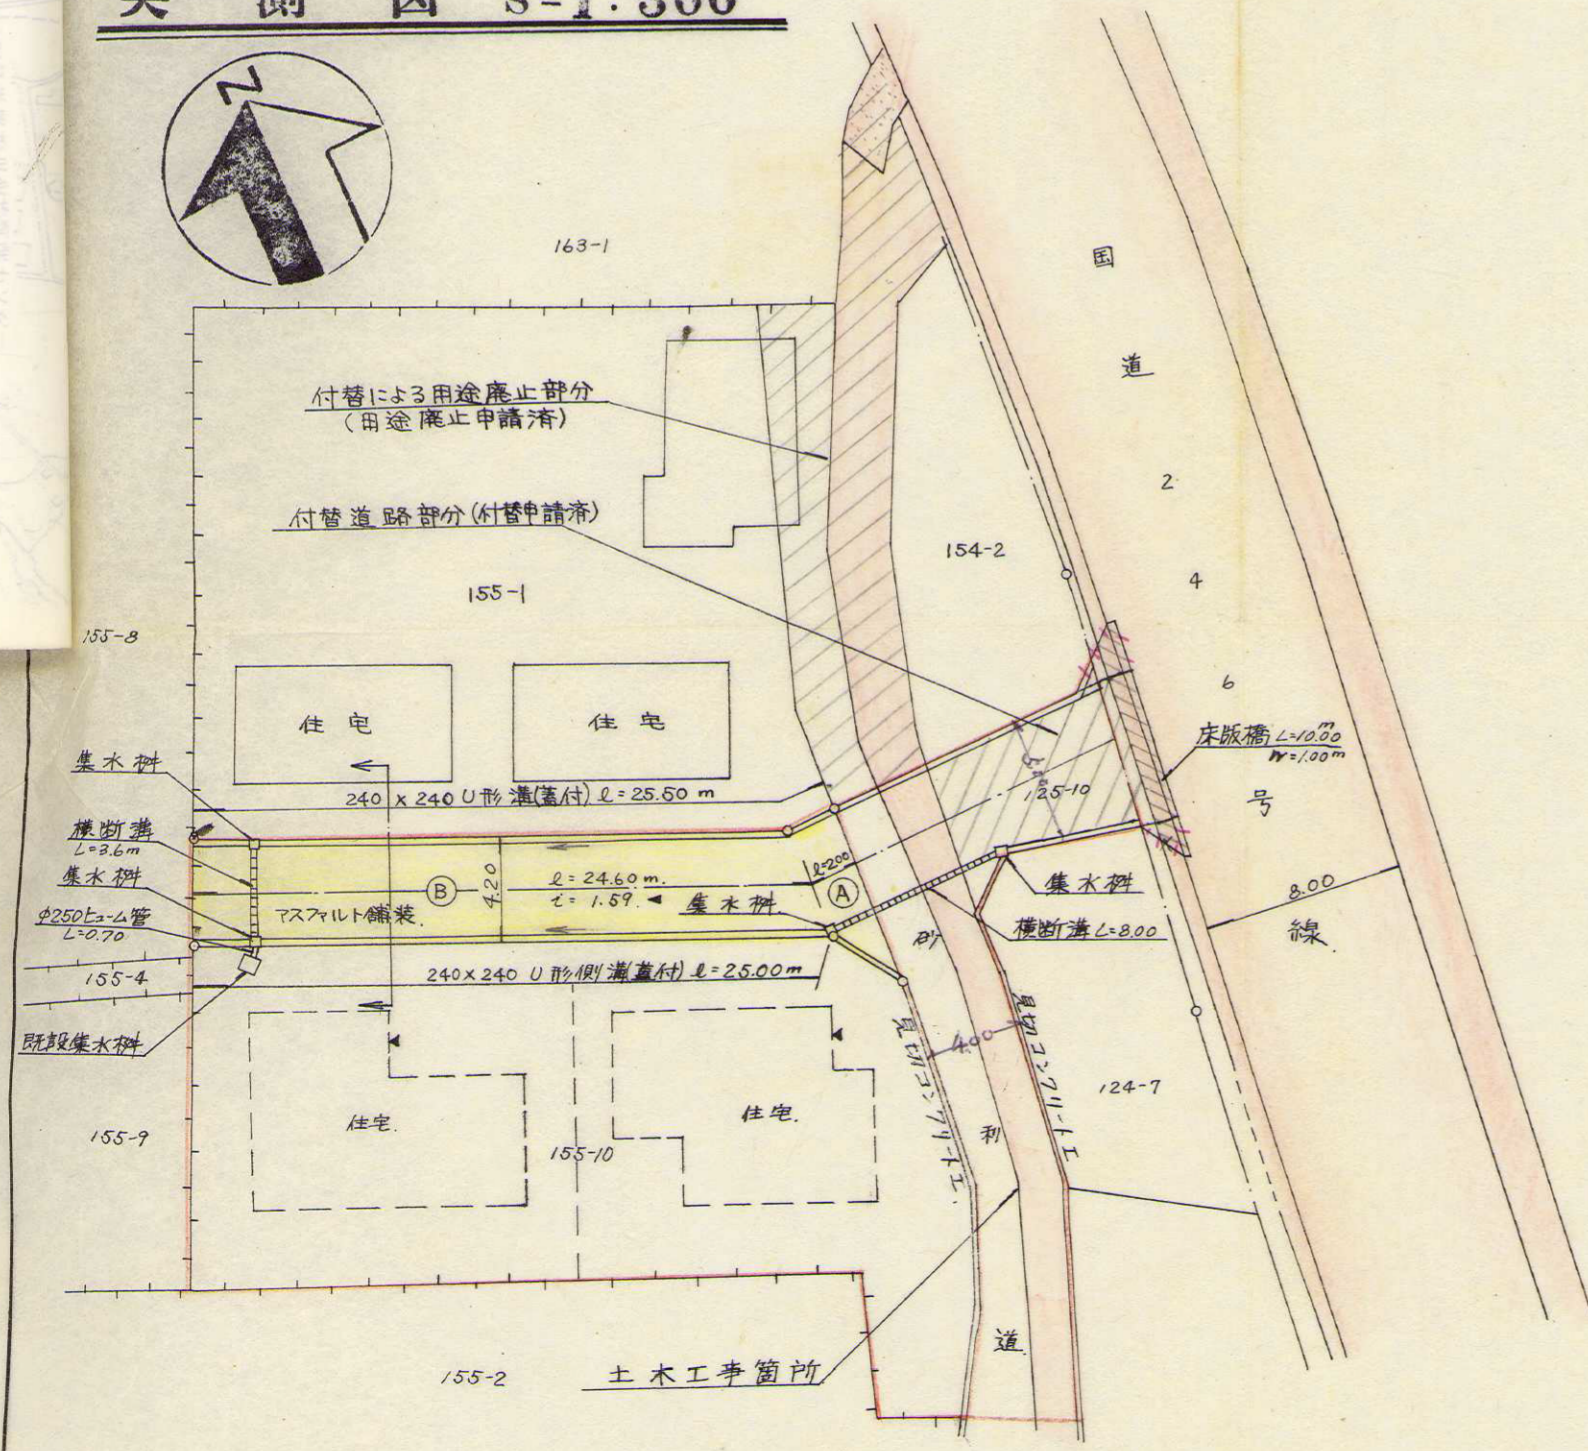 実測図 S=1:300
N
163-1
国道246号線
付替による用途廃止部分
(用途廃止申請済)
付替道路部分(付替申請済)
154-2
155-1
155-8
住宅
住宅
床版橋 L=10.00m
W=1.00m
集水桝
240×240 U形溝(蓋付) l=25.50m
125-10
横断溝
L=3.6m
集水桝
4.20
B
l=24.60m.
i=1.59.
l=2.00
A
集水桝
8.00
φ250ヒューム管
L=0.70
アスファルト舗装.
集水桝.
横断溝 L=8.00
155-4
240×240 U形側溝(蓋付) l=25.00m
既設集水桝
砂利道.
見切コンクリート工.
4.00
見切コンクリート工
124-7
155-9
住宅.
住宅.
155-10
155-2
土木工事箇所